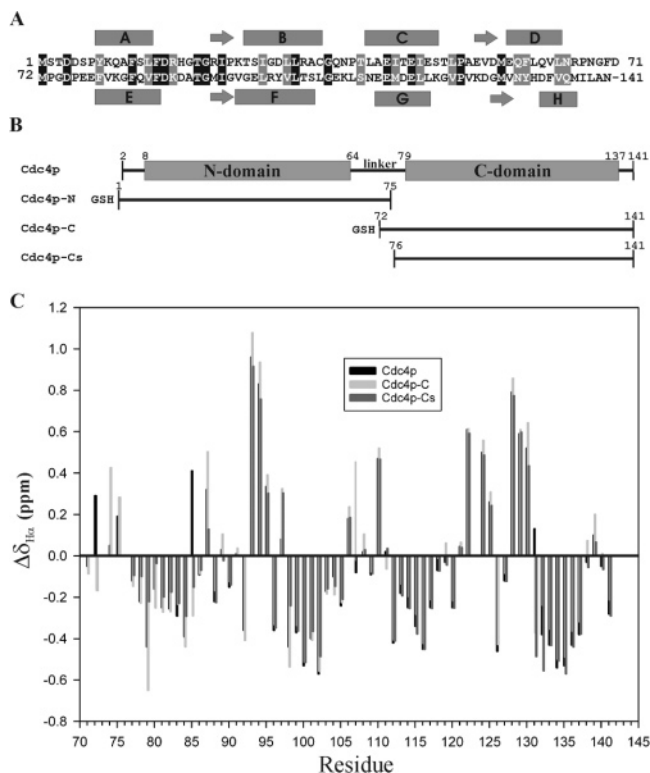 A
A B C D
1 MSTDDSPYKQAFSLFDRHGTGRIPKTSIGDLLRACGQNPTLAEITEIESTLPAEVDMEQFLQVLNRPNGFD 71
72 MPGDPEEFVKGFQVFDKDATGMIGVGELRYVLTSLGEKLSNEEMDELLKGVPVKDGMVNYHDFVQMILAN-141
E F G H
B
2 8 64 79 137 141
Cdc4p N-domain linker C-domain
1 75
Cdc4p-N GSH
72 141
Cdc4p-C GSH
76 141
Cdc4p-Cs
C
1.2
1.0
0.8
0.6
0.4
0.2
0.0
-0.2
-0.4
-0.6
-0.8
ΔδHα (ppm)
Cdc4p
Cdc4p-C
Cdc4p-Cs
70 75 80 85 90 95 100 105 110 115 120 125 130 135 140 145
Residue